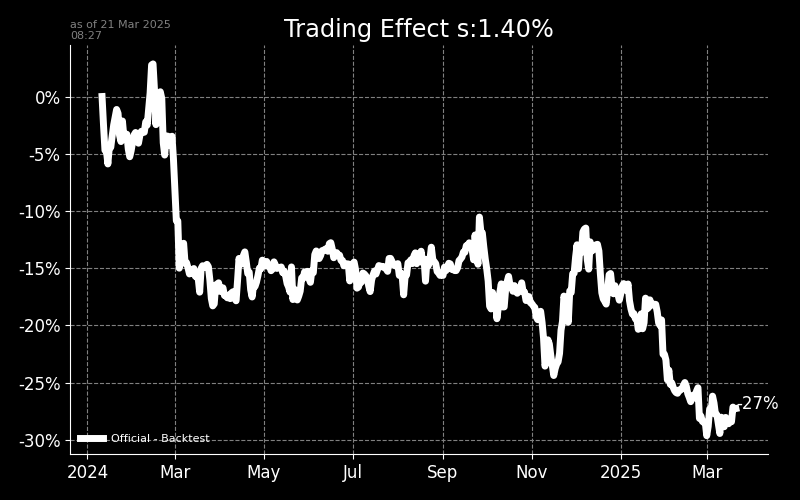 as of 21 Mar 2025
08:27
Trading Effect s:1.40%
0%
-5%
-10%
-15%
-20%
-25%
-30%
-27%
Official - Backtest
2024 Mar May Jul Sep Nov 2025 Mar